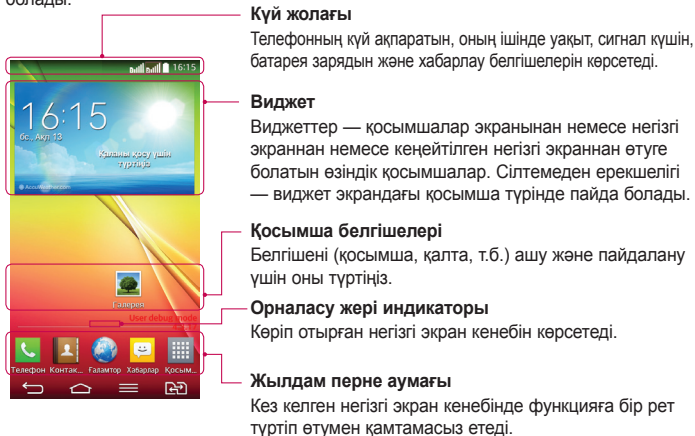 болады.
Күй жолағы
Телефонның күй ақпаратын, оның ішінде уақыт, сигнал күшін,
батарея зарядын және хабарлау белгішелерін көрсетеді.
16:15
16:15
бс., Ақп 13
Қаланы қосу үшін
түртіңіз
AccuWeather.com
Виджет
Виджеттер — қосымшалар экранынан немесе негізгі
экраннан немесе кеңейтілген негізгі экраннан өтуге
болатын өзіндік қосымшалар. Сілтемеден ерекшелігі
— виджет экрандағы қосымша түрінде пайда болады.
Қосымша белгішелері
Белгішені (қосымша, қалта, т.б.) ашу және пайдалану
үшін оны түртіңіз.
Галерея
User debug mode
Орналасу жері индикаторы
Көріп отырған негізгі экран кенебін көрсетеді.
Телефон Контак... Ғаламтор Хабарлар Қосым...
Жылдам перне аумағы
Кез келген негізгі экран кенебінде функцияға бір рет
түртіп өтумен қамтамасыз етеді.